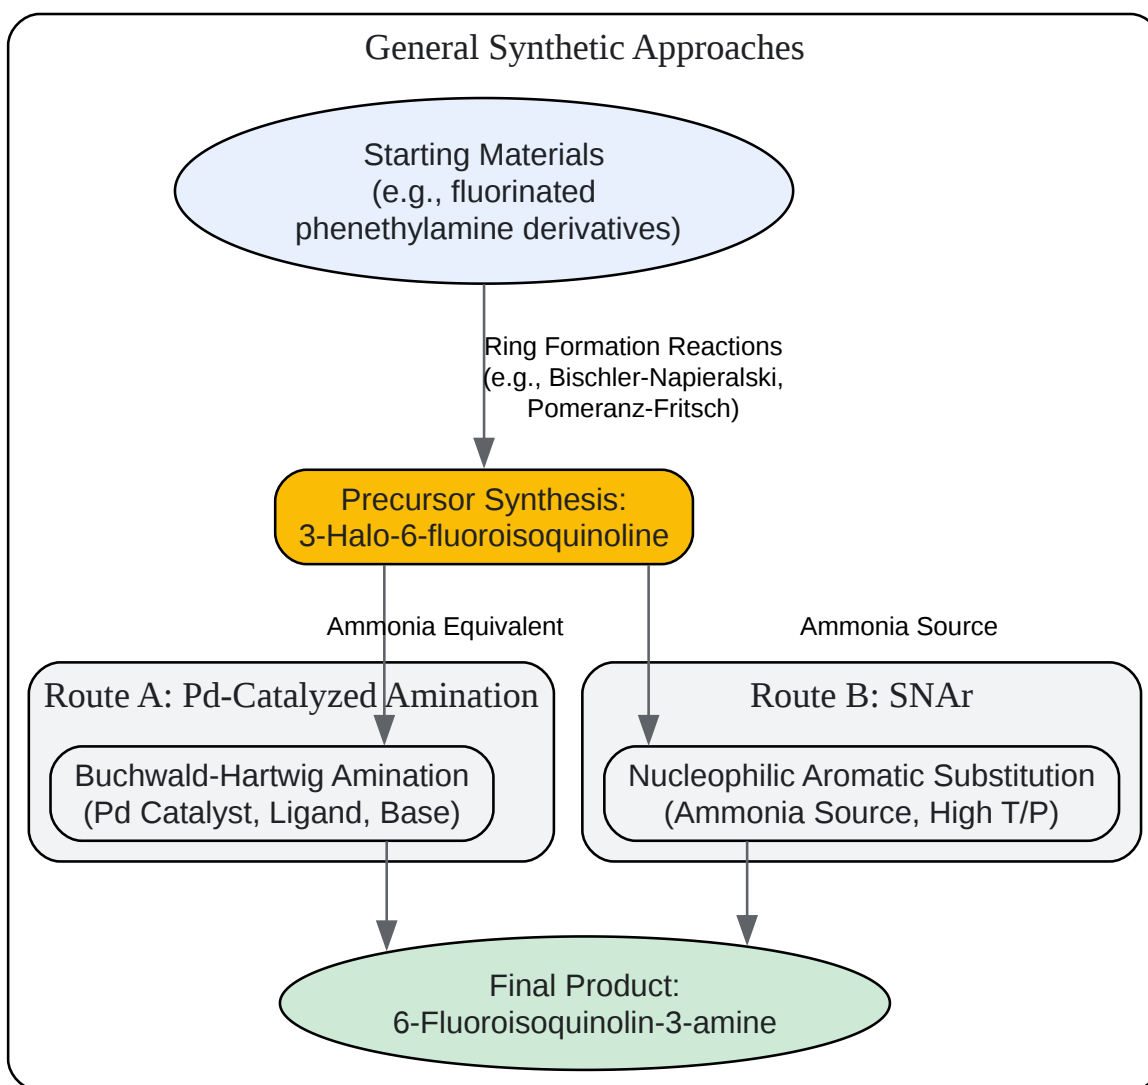 General Synthetic Approaches
Starting Materials
(e.g., fluorinated
phenethylamine derivatives)
Ring Formation Reactions
(e.g., Bischler-Napieralski,
Pomeranz-Fritsch)
Precursor Synthesis:
3-Halo-6-fluoroisoquinoline
Ammonia Equivalent
Ammonia Source
Route A: Pd-Catalyzed Amination
Buchwald-Hartwig Amination
(Pd Catalyst, Ligand, Base)
Route B: SNAr
Nucleophilic Aromatic Substitution
(Ammonia Source, High T/P)
Final Product:
6-Fluoroisoquinolin-3-amine